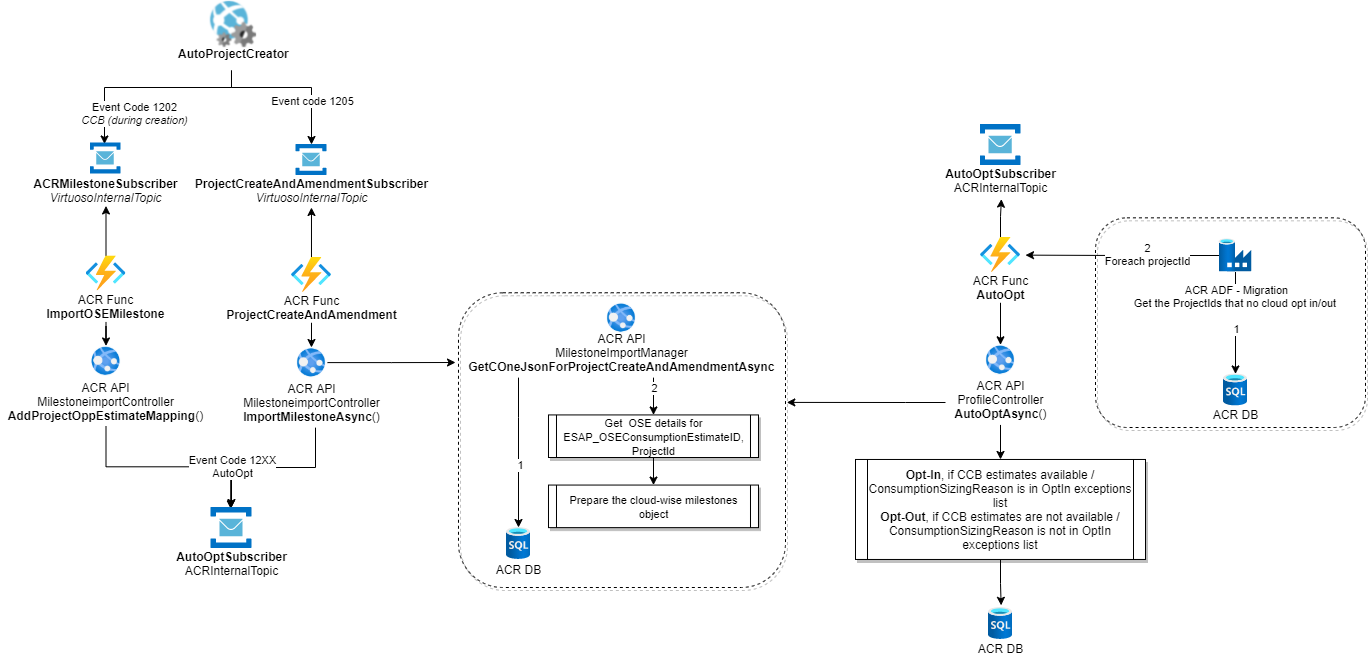 AutoProjectCreator
Event Code 1202
CCB (during creation)
Event code 1205
ACRMilestoneSubscriber
VirtuosoInternalTopic
ProjectCreateAndAmendmentSubscriber
VirtuosoInternalTopic
ACR Func
ImportOSEMilestone
ACR Func
ProjectCreateAndAmendment
ACR API
MilestoneimportController
AddProjectOppEstimateMapping()
ACR API
MilestoneimportController
ImportMilestoneAsync()
Event Code 12XX
AutoOpt
AutoOptSubscriber
ACRInternalTopic
ACR API
MilestoneImportManager
GetCOneJsonForProjectCreateAndAmendmentAsync
2
Get  OSE details for
ESAP_OSEConsumptionEstimateID,
ProjectId
1
Prepare the cloud-wise milestones
object
SQL
ACR DB
AutoOptSubscriber
ACRInternalTopic
ACR Func
AutoOpt
2
Foreach projectId
ACR ADF - Migration
Get the ProjectIds that no cloud opt in/out
1
SQL
ACR DB
ACR API
ProfileController
AutoOptAsync()
Opt-In, if CCB estimates available /
ConsumptionSizingReason is in OptIn exceptions
list
Opt-Out, if CCB estimates are not available /
ConsumptionSizingReason is not in OptIn
exceptions list
SQL
ACR DB